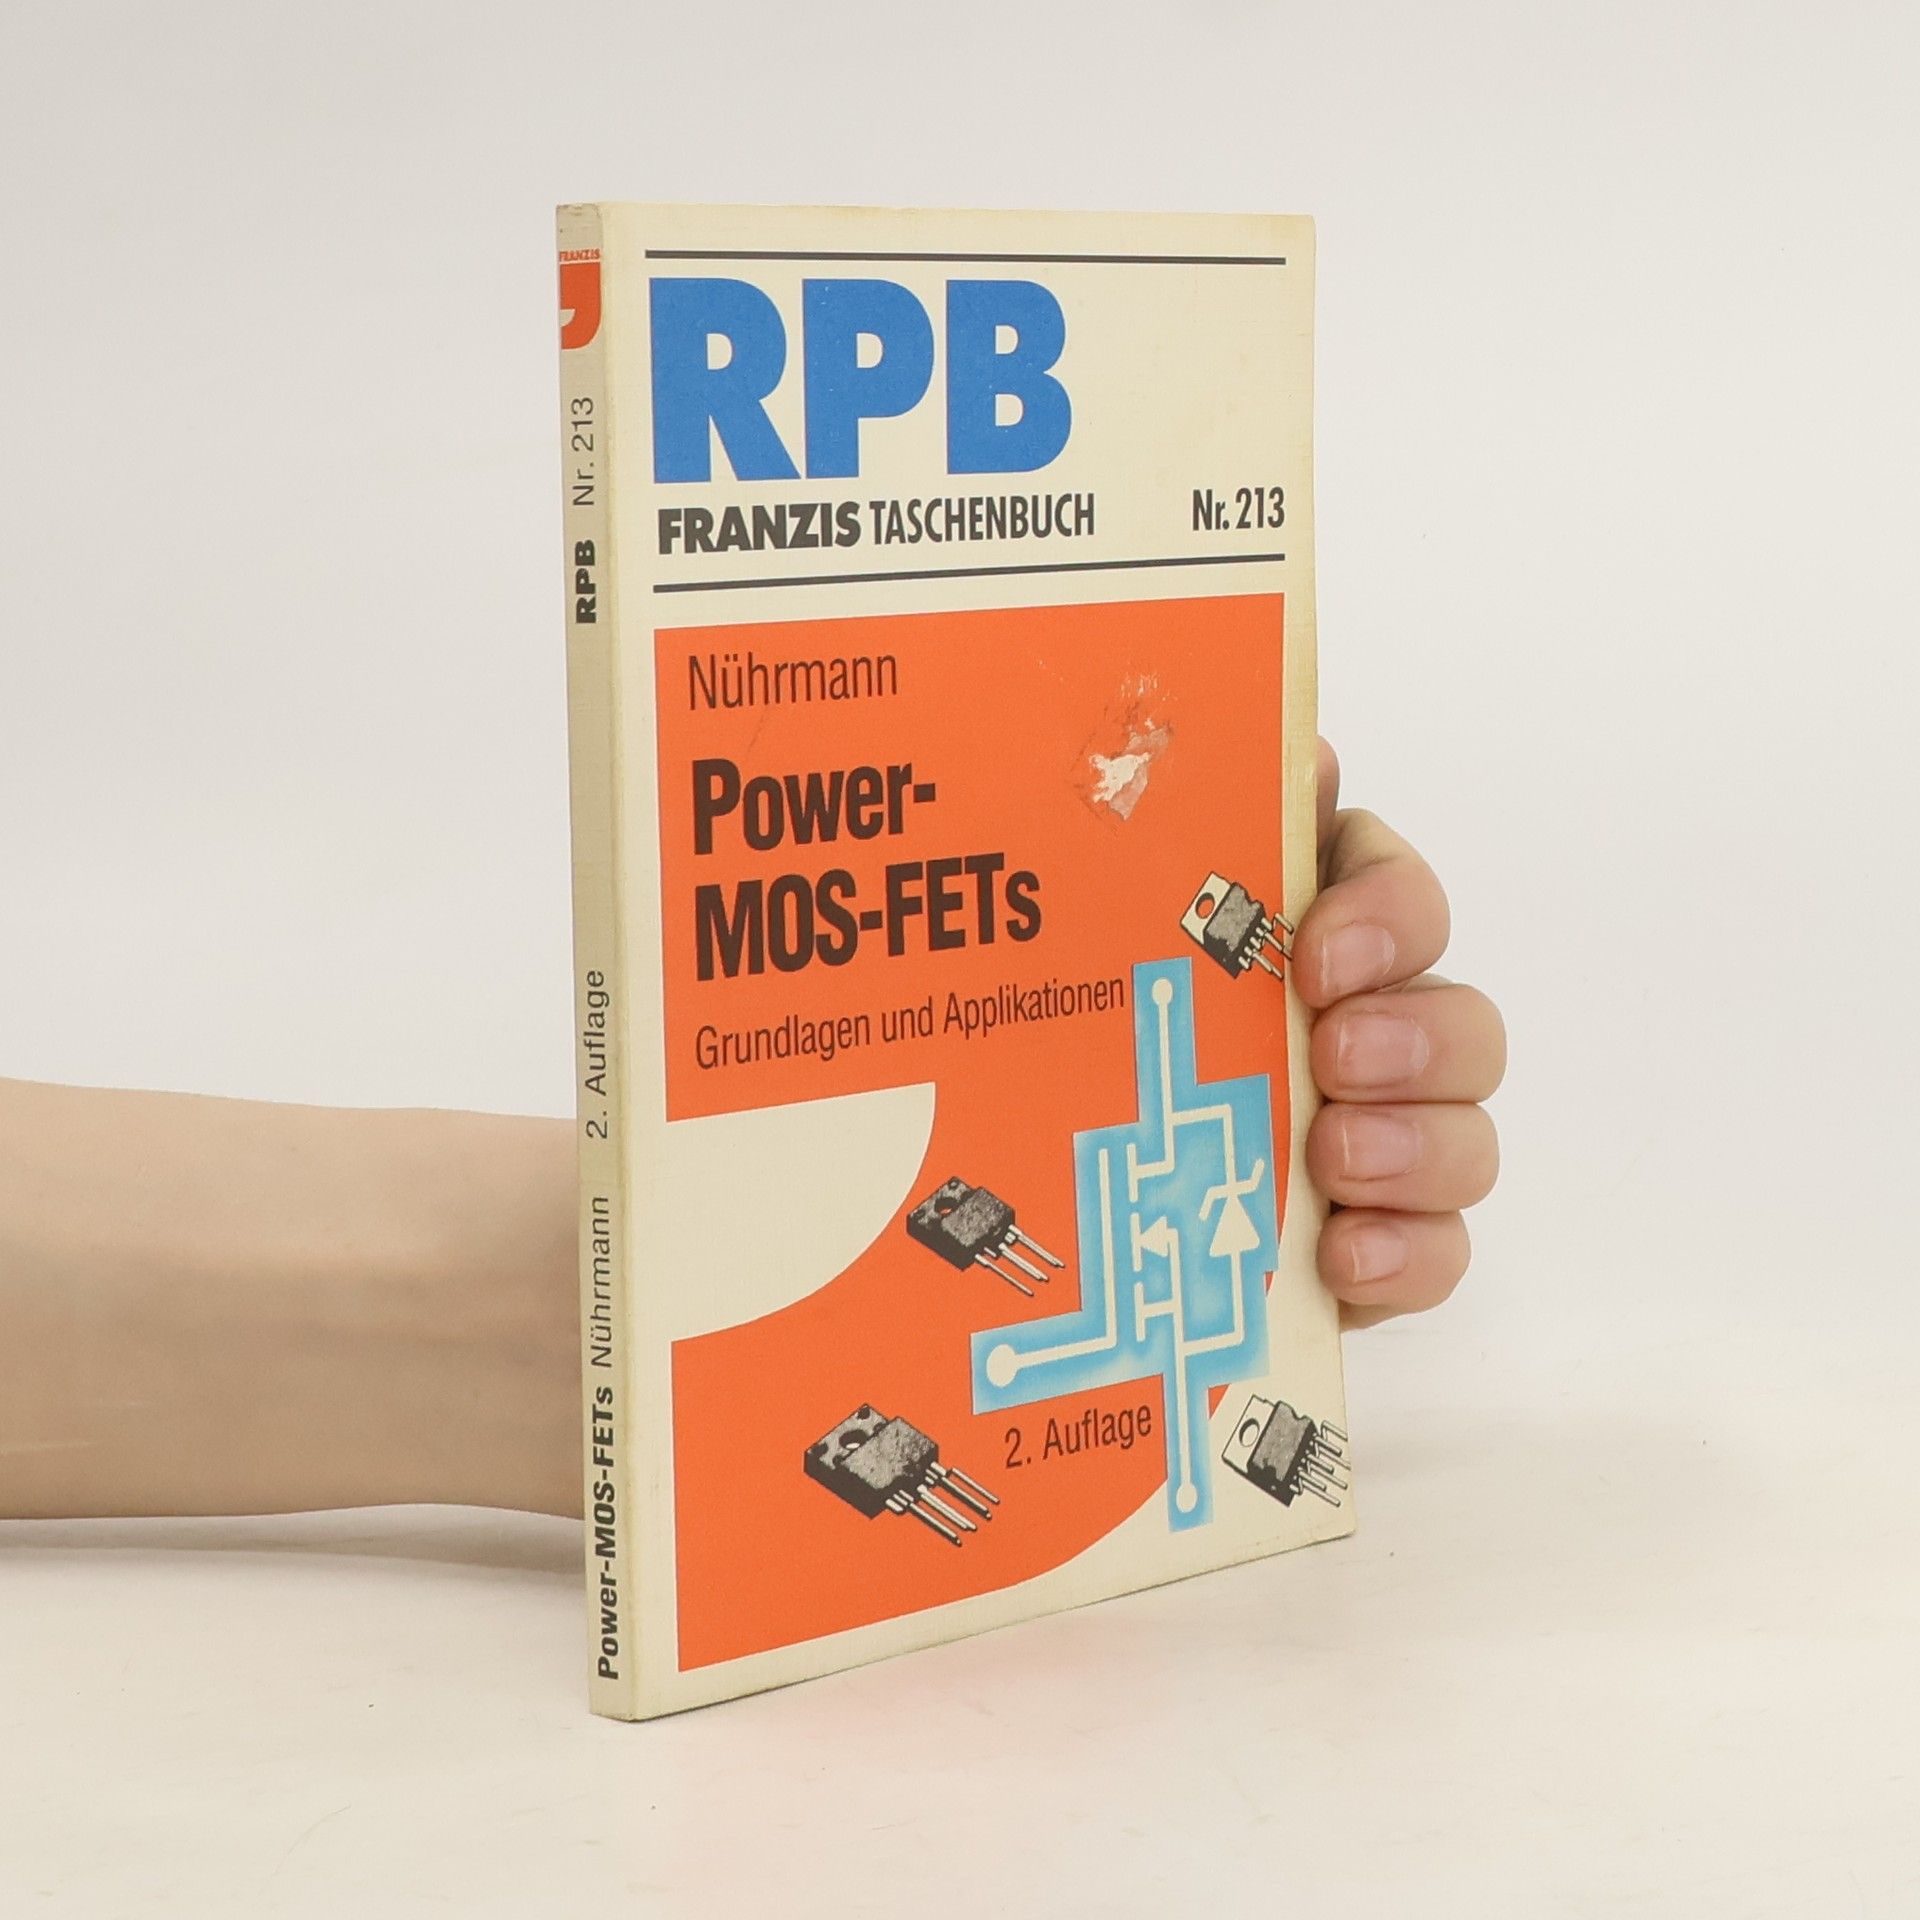 RPB
FRANZIS TASCHENBUCH Nr. 213
Nührmann
Power-
MOS-FETs
Grundlagen und Applikationen
2. Auflage
Power-MOS-FETs Nührmann 2. Auflage RPB Nr. 213
FRANZIS